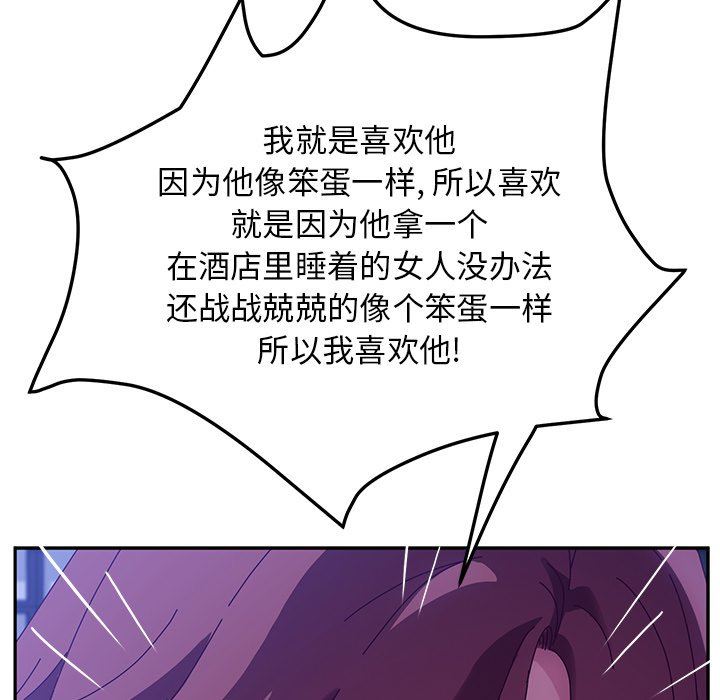 我就是喜欢他
因为他像笨蛋一样, 所以喜欢
就是因为他拿一个
在酒店里睡着的女人没办法
还战战兢兢的像个笨蛋一样
所以我喜欢他!